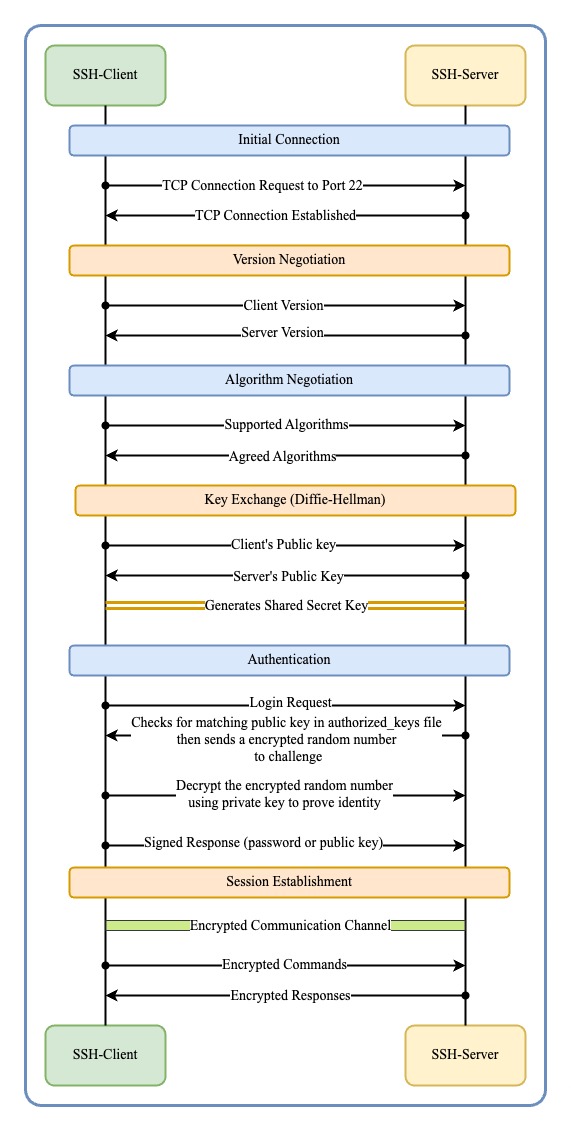 SSH-Client
SSH-Server
Initial Connection
TCP Connection Request to Port 22
TCP Connection Established
Version Negotiation
Client Version
Server Version
Algorithm Negotiation
Supported Algorithms
Agreed Algorithms
Key Exchange (Diffie-Hellman)
Client's Public key
Server's Public Key
Generates Shared Secret Key
Authentication
Login Request
Checks for matching public key in authorized_keys file
then sends a encrypted random number
to challenge
Decrypt the encrypted random number
using private key to prove identity
Signed Response (password or public key)
Session Establishment
Encrypted Communication Channel
Encrypted Commands
Encrypted Responses
SSH-Client
SSH-Server